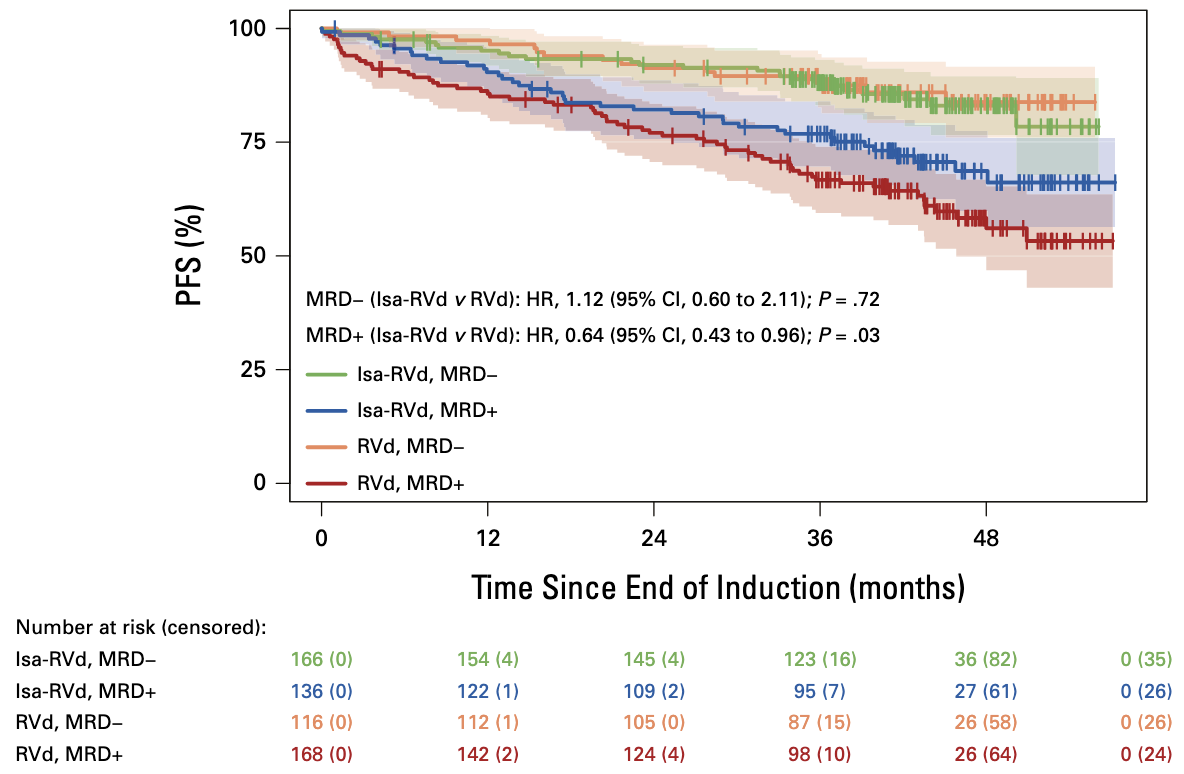 100
75
50
25
0
PFS (%)
MRD− (Isa-RVd v RVd): HR, 1.12 (95% CI, 0.60 to 2.11); P = .72
MRD+ (Isa-RVd v RVd): HR, 0.64 (95% CI, 0.43 to 0.96); P = .03
Isa-RVd, MRD−
Isa-RVd, MRD+
RVd, MRD−
RVd, MRD+
0 12 24 36 48
Time Since End of Induction (months)
Number at risk (censored):
Isa-RVd, MRD− 166 (0) 154 (4) 145 (4) 123 (16) 36 (82) 0 (35)
Isa-RVd, MRD+ 136 (0) 122 (1) 109 (2) 95 (7) 27 (61) 0 (26)
RVd, MRD− 116 (0) 112 (1) 105 (0) 87 (15) 26 (58) 0 (26)
RVd, MRD+ 168 (0) 142 (2) 124 (4) 98 (10) 26 (64) 0 (24)